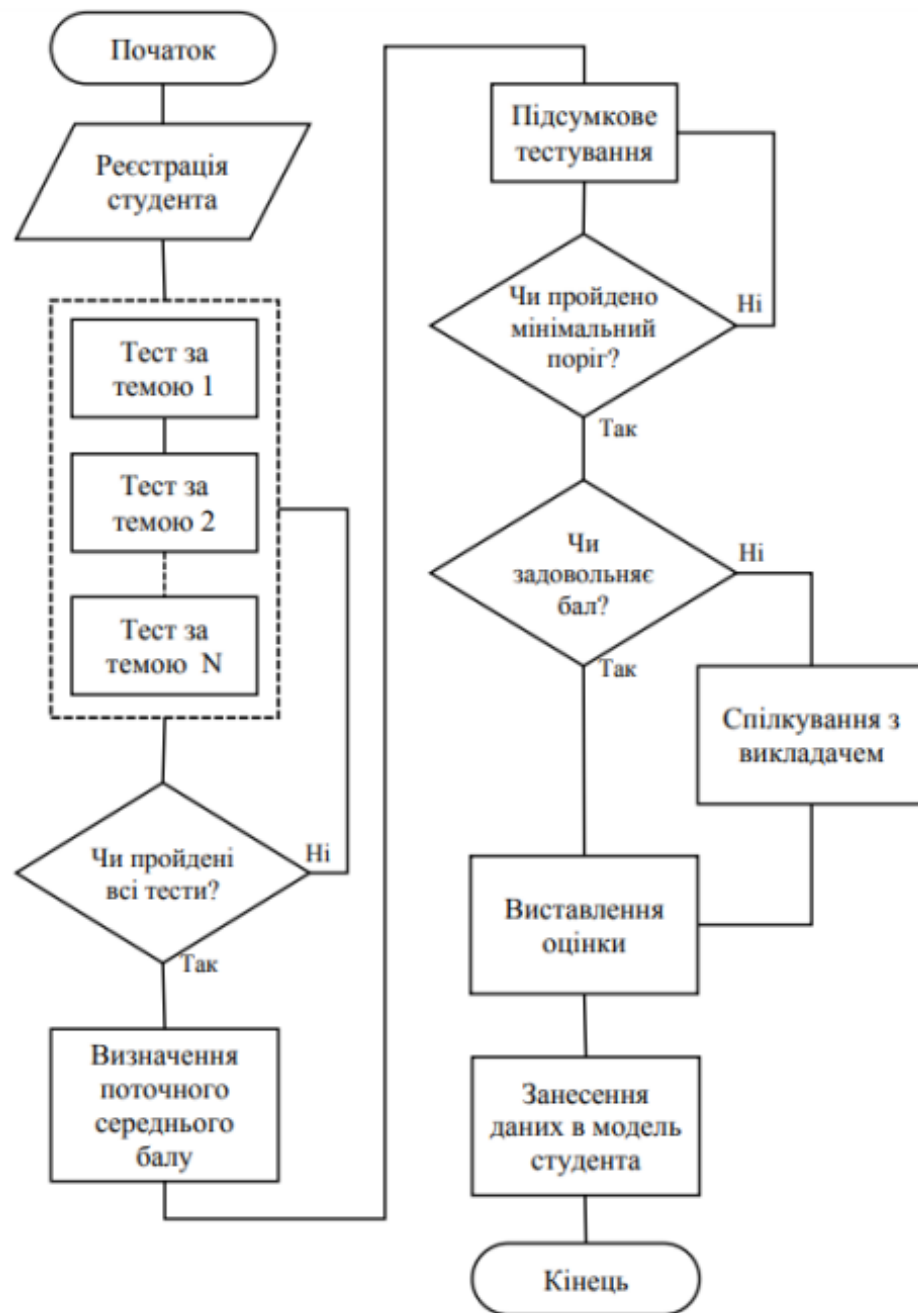 Початок
Реєстрація
студента
Тест за
темою 1
Тест за
темою 2
Тест за
темою N
Чи пройдені
всі тести?
Ні
Так
Визначення
поточного
середнього
балу
Підсумкове
тестування
Чи пройдено
мінімальний
поріг?
Ні
Так
Чи
задовольняє
бал?
Ні
Так
Спілкування з
викладачем
Виставлення
оцінки
Занесення
даних в модель
студента
Кінець